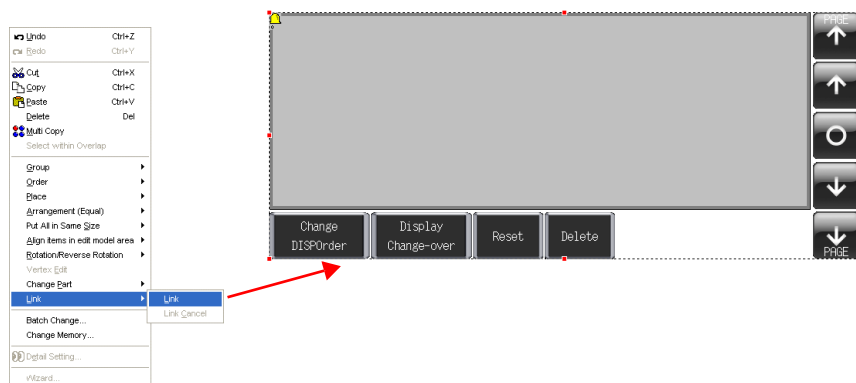 Undo Ctrl+Z
Redo Ctrl+Y
Cut Ctrl+X
Copy Ctrl+C
Paste Ctrl+V
Delete Del
Multi Copy
Select within Overlap
Group
Order
Place
Arrangement (Equal)
Put All in Same Size
Align items in edit model area
Rotation/Reverse Rotation
Vertex Edit
Change Part
Link
Link
Link Cancel
Batch Change...
Change Memory...
Detail Setting...
Wizard...
PAGE
Change
DISPOrder
Display
Change-over
Reset
Delete
PAGE